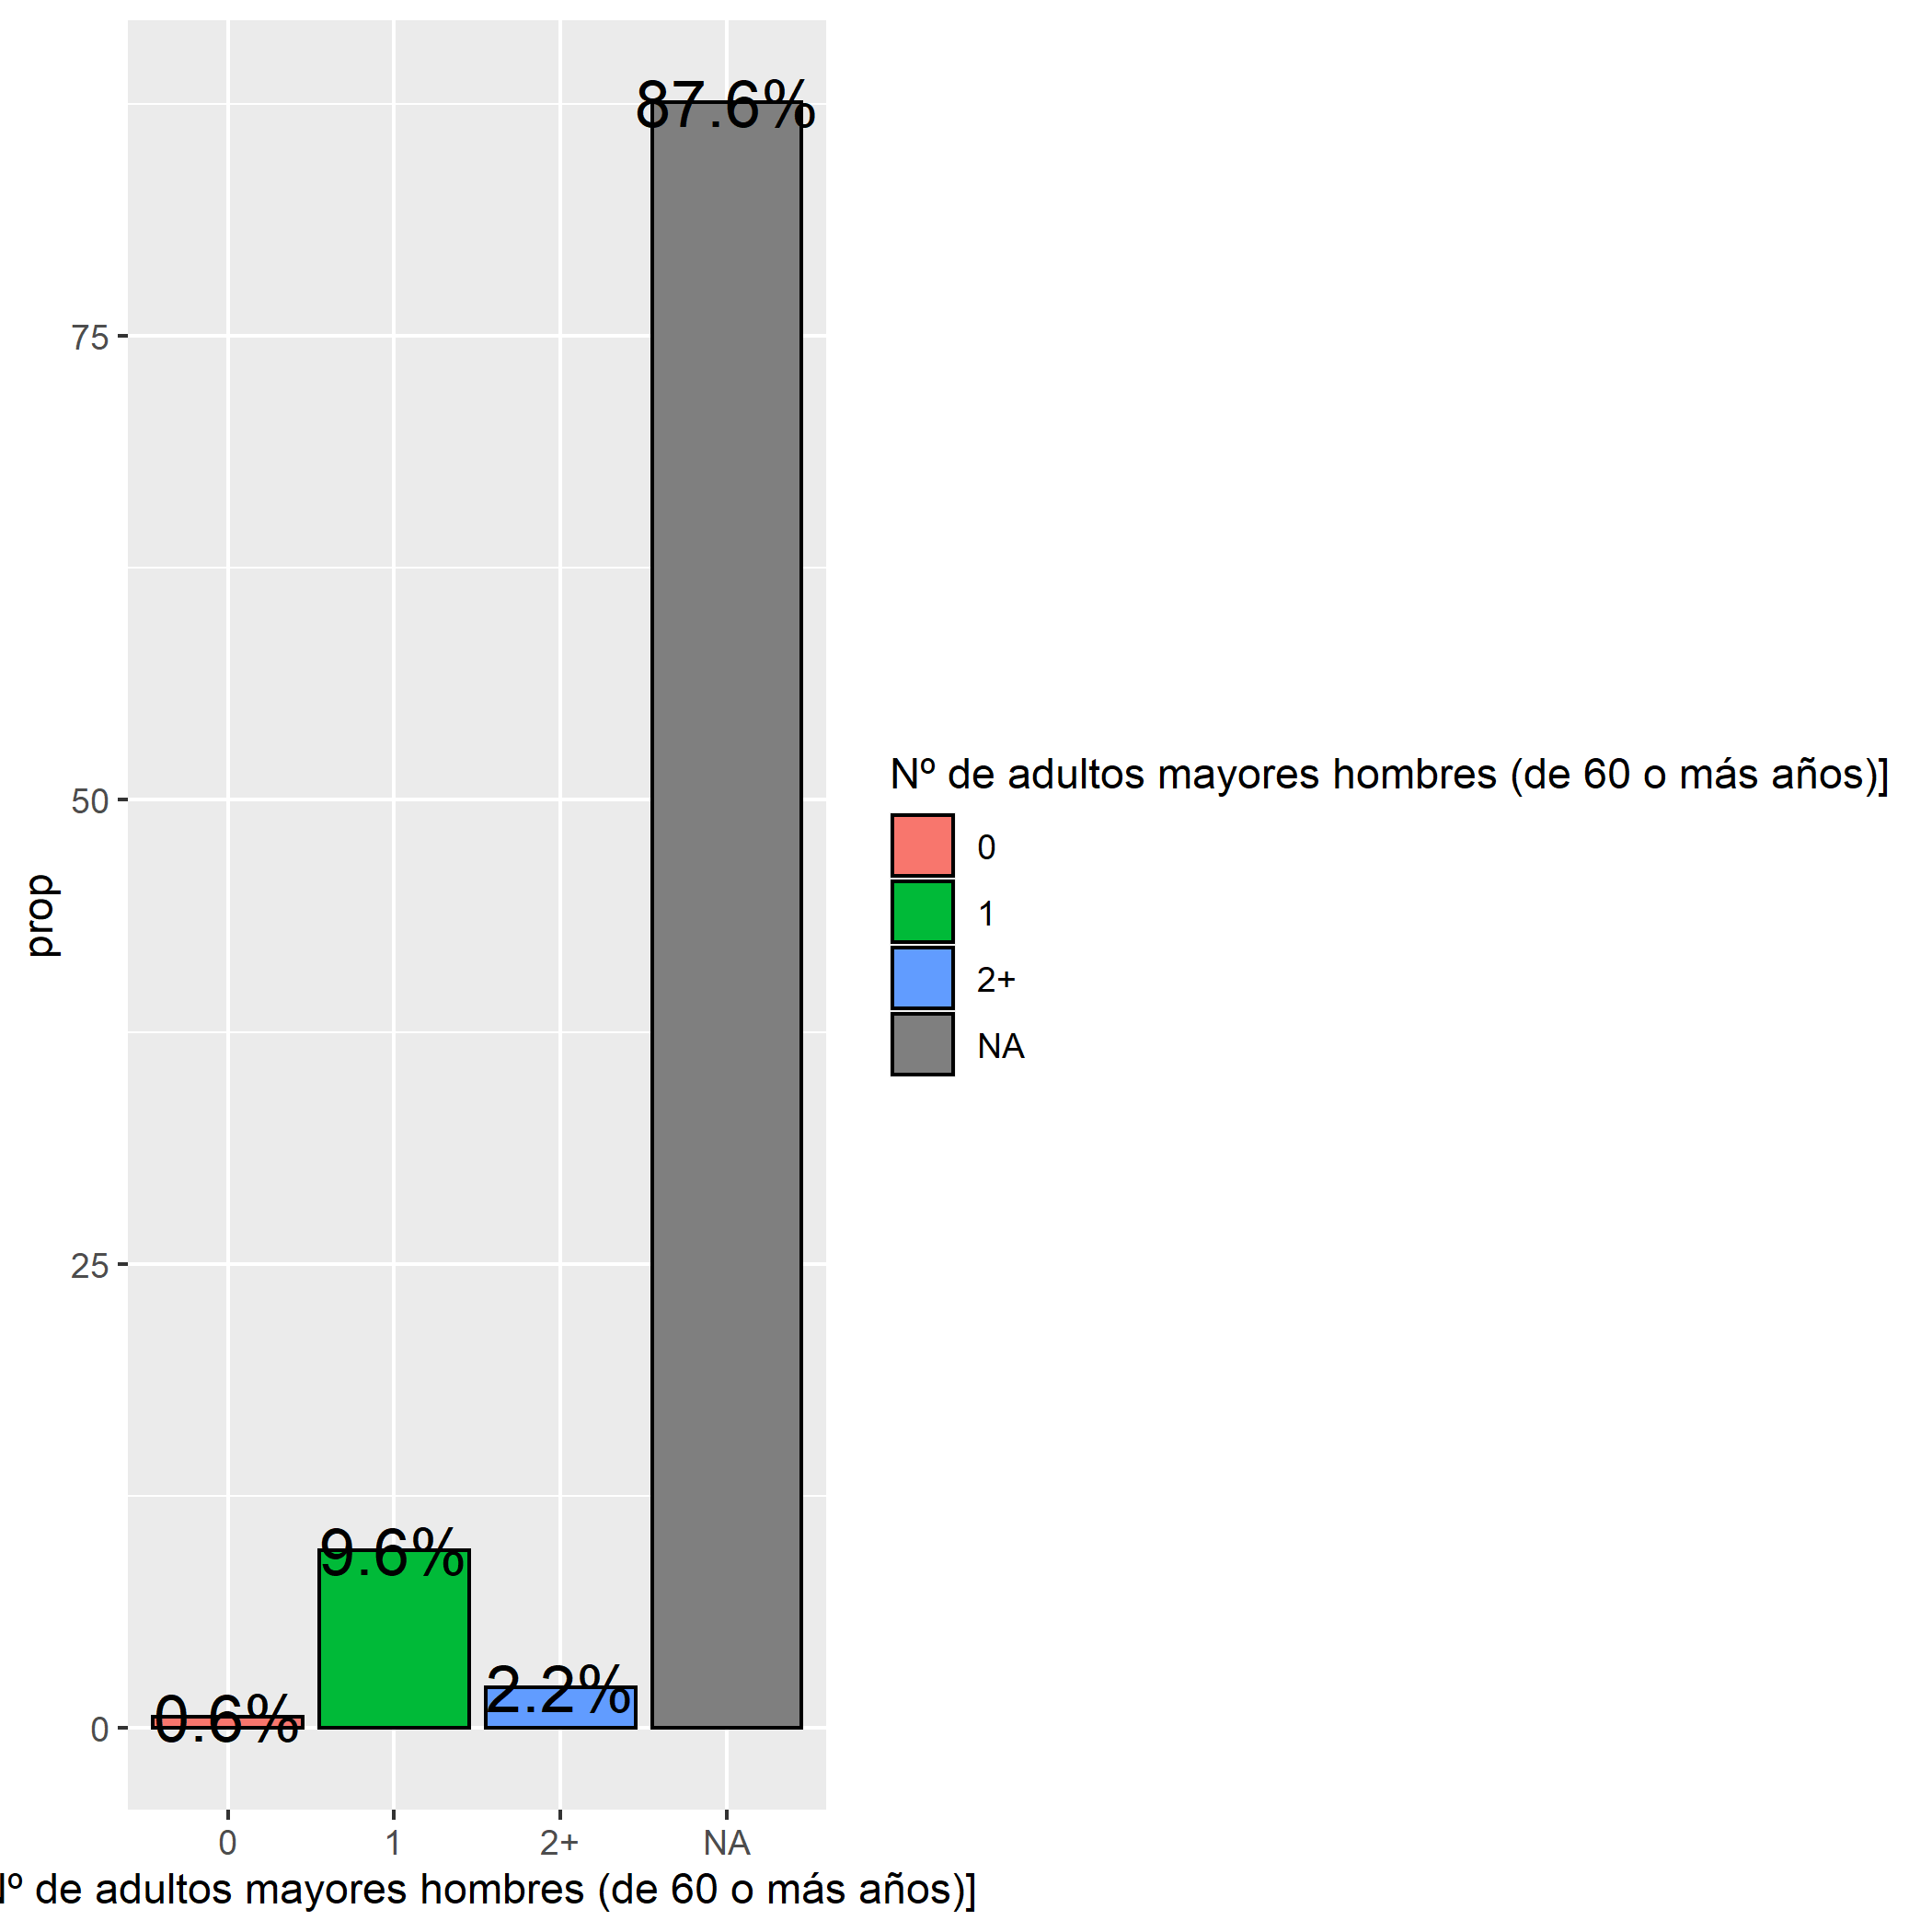 87.6%
75
50
25
0
prop
9.6%
2.2%
0.6%
0 1 2+ NA
Nº de adultos mayores hombres (de 60 o más años)]
Nº de adultos mayores hombres (de 60 o más años)]
0
1
2+
NA